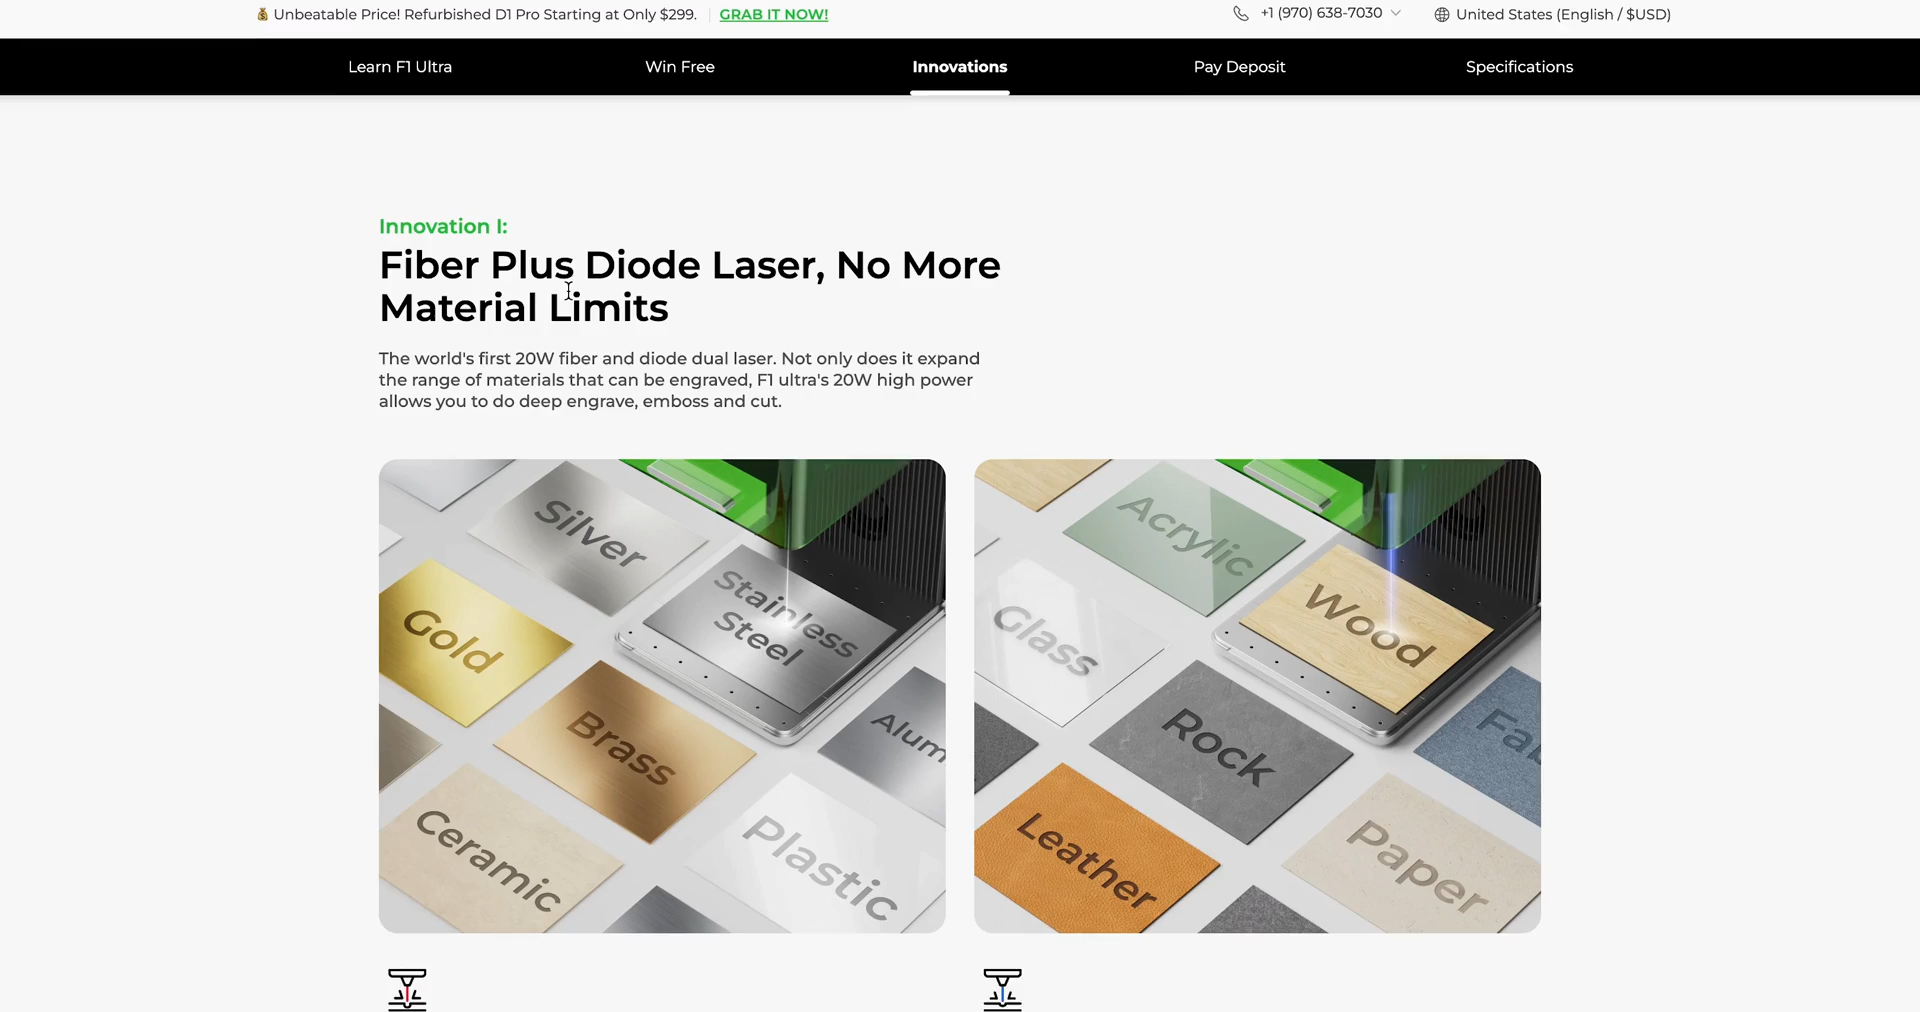 Unbeatable Price! Refurbished D1 Pro Starting at Only $299. GRAB IT NOW!
+1 (970) 638-7030
United States (English / $USD)
Learn F1 Ultra
Win Free
Innovations
Pay Deposit
Specifications
Innovation I:
Fiber Plus Diode Laser, No More
Material Limits
The world's first 20W fiber and diode dual laser. Not only does it expand
the range of materials that can be engraved, F1 ultra's 20W high power
allows you to do deep engrave, emboss and cut.
Silver
Stainless
Steel
Gold
Brass
Alum
Ceramic
Plastic
Acrylic
Wood
Glass
Rock
Fab
Leather
Paper